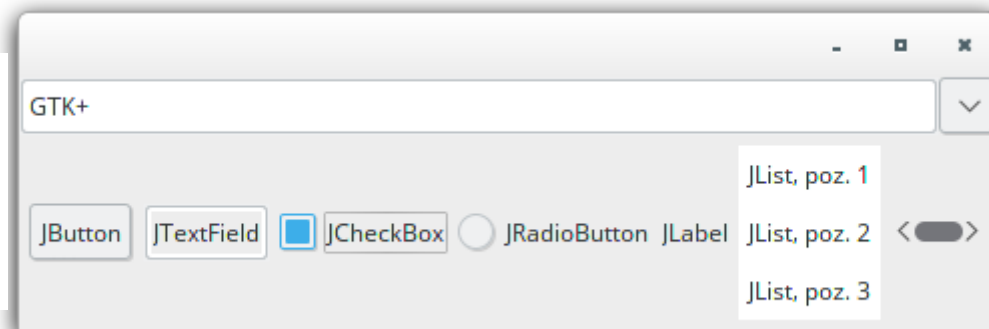 GTK+
JButton JTextField JCheckBox JRadioButton JLabel
JList, poz. 1
JList, poz. 2
JList, poz. 3